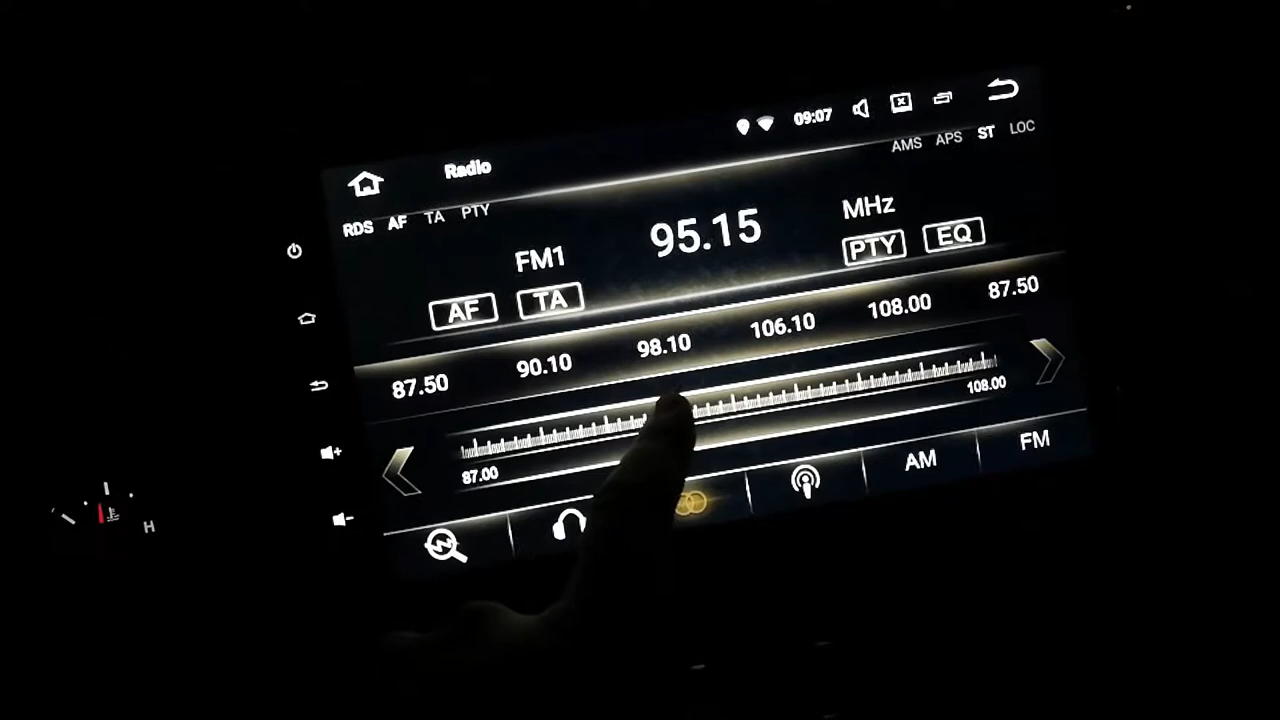 09:07
Radio
AMS APS ST LOC
RDS AF TA PTY
FM1 95.15 MHz
AF TA PTY EQ
87.50 90.10 98.10 106.10 108.00 87.50
87.00 108.00
AM FM
H